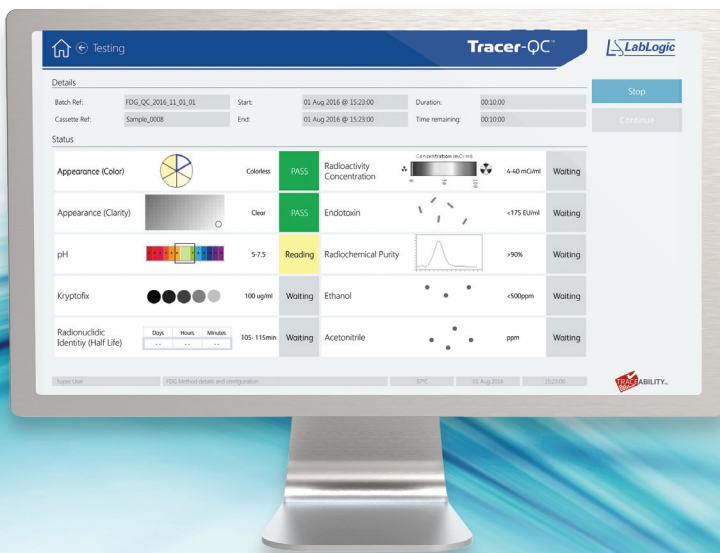 Testing
Tracer-QC™
LabLogic
Details
Batch Ref: FDG_QC_2016_11_01_01 Start: 01 Aug 2016 @ 15:23:00 Duration: 00:10:00
Cassette Ref: Sample_0008 End: 01 Aug 2016 @ 15:23:00 Time remaining: 00:10:00
Stop
Continue
Status
Appearance (Color) Colorless PASS
Radioactivity
Concentration
Concentration (mCi/ml)
4-40 mCi/ml Waiting
Appearance (Clarity) Clear PASS
Endotoxin <175 EU/ml Waiting
pH 5-7.5 Reading
Radiochemical Purity >90% Waiting
Kryptofix 100 ug/ml Waiting
Ethanol <500ppm Waiting
Radionuclidic
Identitiy (Half Life)
Days Hours Minutes
-- -- --
105- 115min Waiting
Acetonitrile ppm Waiting
Super User FDG Method details and configuration 37°C 01 Aug 2016 15:23:00
TRACEABILITY